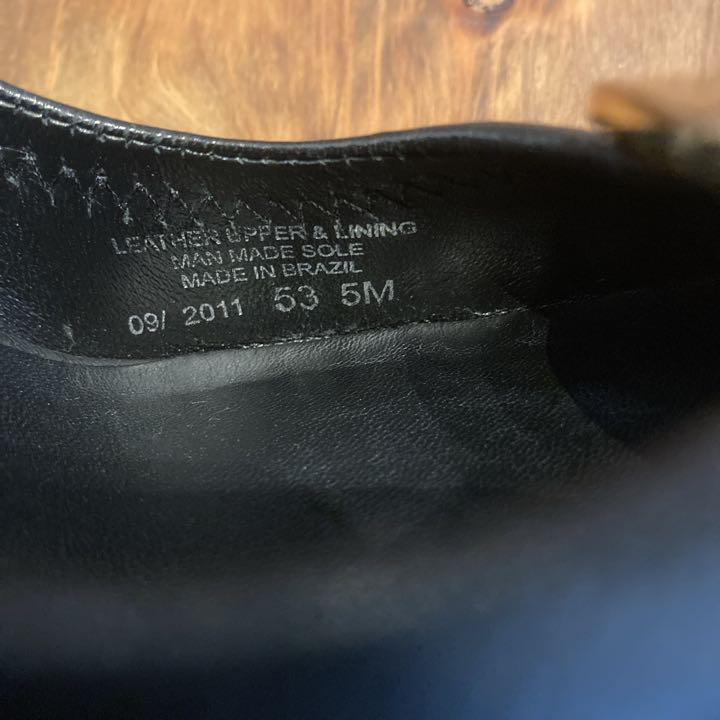 LEATHER UPPER & LINING
MAN MADE SOLE
MADE IN BRAZIL
09/ 2011 53 5M